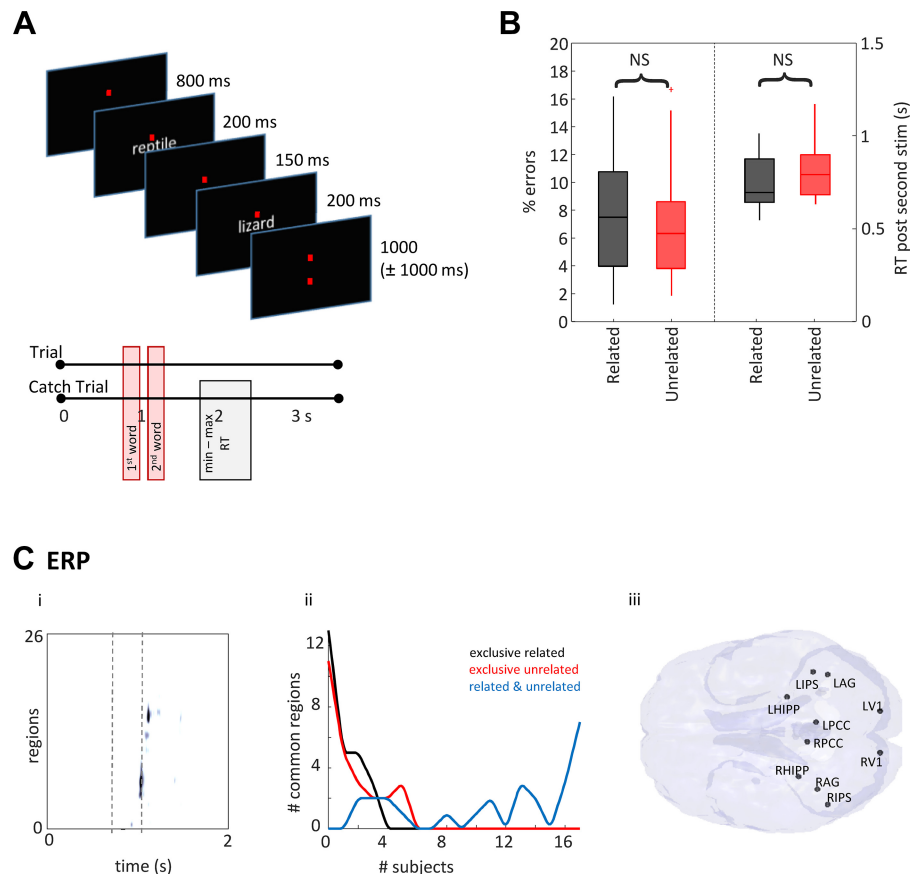 A
800 ms
reptile
200 ms
150 ms
lizard
200 ms
1000
(± 1000 ms)
Trial
Catch Trial
0 1 2 3 s
1st word
2nd word
min – max
RT
B
% errors
20
18
16
14
12
10
8
6
4
2
0
NS
NS
1.5
1
0.5
0
RT post second stim (s)
Related
Unrelated
Related
Unrelated
C ERP
i
26
regions
0
2
time (s)
ii
# common regions
12
8
4
0
exclusive related
exclusive unrelated
related & unrelated
0 4 8 12 16
# subjects
iii
LIPS
LAG
LHIPP
LV1
LPCC
RPCC
RV1
RHIPP
RAG
RIPS